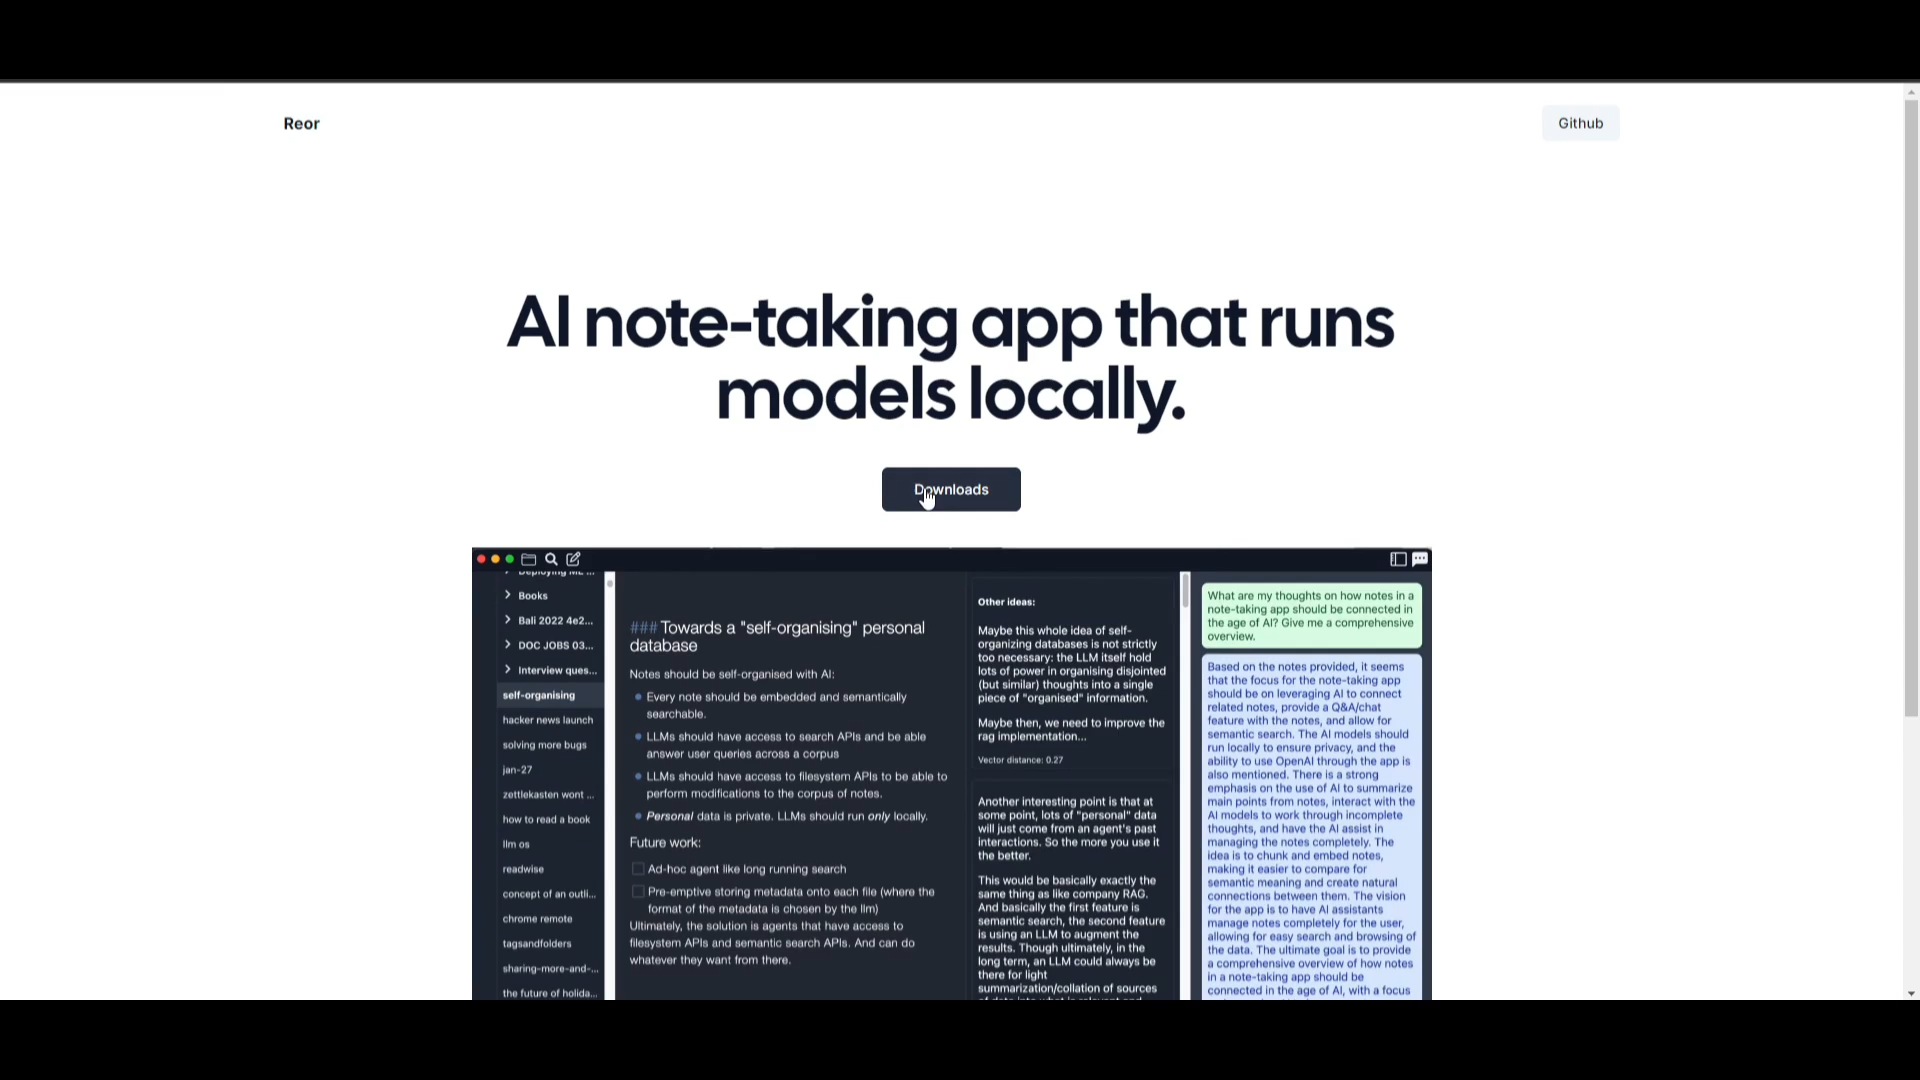 Reor
Github
AI note-taking app that runs
models locally.
Downloads
Books
Bali 2022 4e2...
DOC JOBS 03...
Interview ques...
self-organising
hacker news launch
solving more bugs
jan-27
zettlekasten wont ...
how to read a book
llm os
readwise
concept of an outli...
chrome remote
tagsandfolders
sharing-more-and-...
the future of holida...
### Towards a "self-organising" personal
database
Notes should be self-organised with AI:
Every note should be embedded and semantically
searchable.
LLMs should have access to search APIs and be able
answer user queries across a corpus
LLMs should have access to filesystem APIs to be able to
perform modifications to the corpus of notes.
Personal data is private. LLMs should run only locally.
Future work:
Ad-hoc agent like long running search
Pre-emptive storing metadata onto each file (where the
format of the metadata is chosen by the llm)
Ultimately, the solution is agents that have access to
filesystem APIs and semantic search APIs. And can do
whatever they want from there.
Other ideas:
Maybe this whole idea of self-
organizing databases is not strictly
too necessary: the LLM itself hold
lots of power in organising disjointed
(but similar) thoughts into a single
piece of "organised" information.
Maybe then, we need to improve the
rag implementation...
Vector distance: 0.27
Another interesting point is that at
some point, lots of "personal" data
will just come from an agent's past
interactions. So the more you use it
the better.
This would be basically exactly the
same thing as like company RAG.
And basically the first feature is
semantic search, the second feature
is using an LLM to augment the
results. Though ultimately, in the
long term, an LLM could always be
there for light
summarization/collation of sources
What are my thoughts on how notes in a
note-taking app should be connected in
the age of AI? Give me a comprehensive
overview.
Based on the notes provided, it seems
that the focus for the note-taking app
should be on leveraging AI to connect
related notes, provide a Q&A/chat
feature with the notes, and allow for
semantic search. The AI models should
run locally to ensure privacy, and the
ability to use OpenAI through the app is
also mentioned. There is a strong
emphasis on the use of AI to summarize
main points from notes, interact with the
AI models to work through incomplete
thoughts, and have the AI assist in
managing the notes completely. The
idea is to chunk and embed notes,
making it easier to compare for
semantic meaning and create natural
connections between them. The vision
for the app is to have AI assistants
manage notes completely for the user,
allowing for easy search and browsing of
the data. The ultimate goal is to provide
a comprehensive overview of how notes
in a note-taking app should be
connected in the age of AI, with a focus